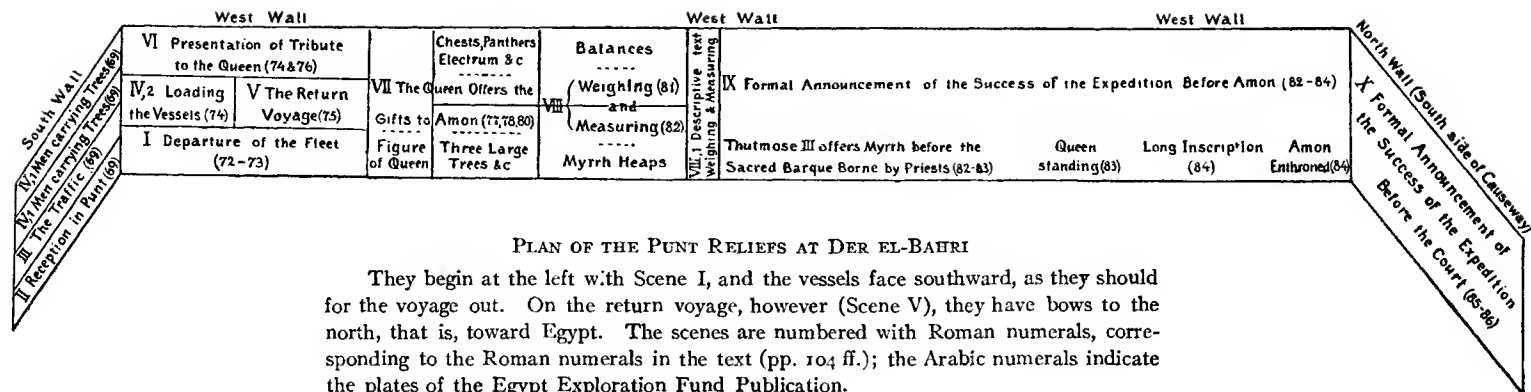 West Wall West Wall West Wall
South Wall
IV,1 Men carrying Trees (69)
IV,1 Men carrying Trees (69)
III The Traffic (69)
II Reception in Punt (69)
VI Presentation of Tribute
to the Queen (74 & 76)
IV,2 Loading
the Vessels (74)
V The Return
Voyage (75)
I Departure of the Fleet
(72-73)
Chests, Panthers
Electrum &c
VII The Queen Offers the
Gifts to Amon (77,78,80)
Figure
of Queen
Three Large
Trees &c
Balances
VIII
Weighing (81)
and
Measuring (82)
Myrrh Heaps
VIII,1 Descriptive text
Weighing & Measuring
IX Formal Announcement of the Success of the Expedition Before Amon (82-84)
Thutmose III offers Myrrh before the
Sacred Barque Borne by Priests (82-83)
Queen
standing (83)
Long Inscription
(84)
Amon
Enthroned (84)
North Wall (South side of Causeway)
X Formal Announcement of
the Success of the Expedition
Before the Court (85-86)
PLAN OF THE PUNT RELIEFS AT DER EL-BAHRI
They begin at the left with Scene I, and the vessels face southward, as they should
for the voyage out. On the return voyage, however (Scene V), they have bows to the
north, that is, toward Egypt. The scenes are numbered with Roman numerals, corre-
sponding to the Roman numerals in the text (pp. 104 ff.); the Arabic numerals indicate
the plates of the Egypt Exploration Fund Publication.